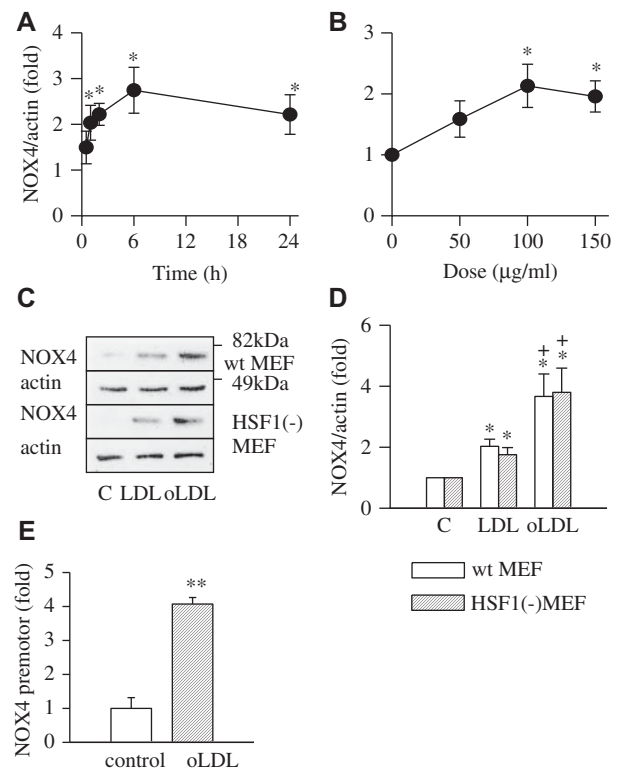 A
NOX4/actin (fold)
4
3
2
1
0
* *
*
*
0 6 12 18 24
Time (h)
B
3
2
1
0
*
*
0 50 100 150
Dose (μg/ml)
C
NOX4
actin
NOX4
actin
82kDa
wt MEF
49kDa
HSF1(-)
MEF
C LDL oLDL
D
NOX4/actin (fold)
6
4
2
0
* *
+ +
* *
C LDL oLDL
wt MEF
HSF1(-)MEF
E
NOX4 premotor (fold)
5
4
3
2
1
0
**
control oLDL